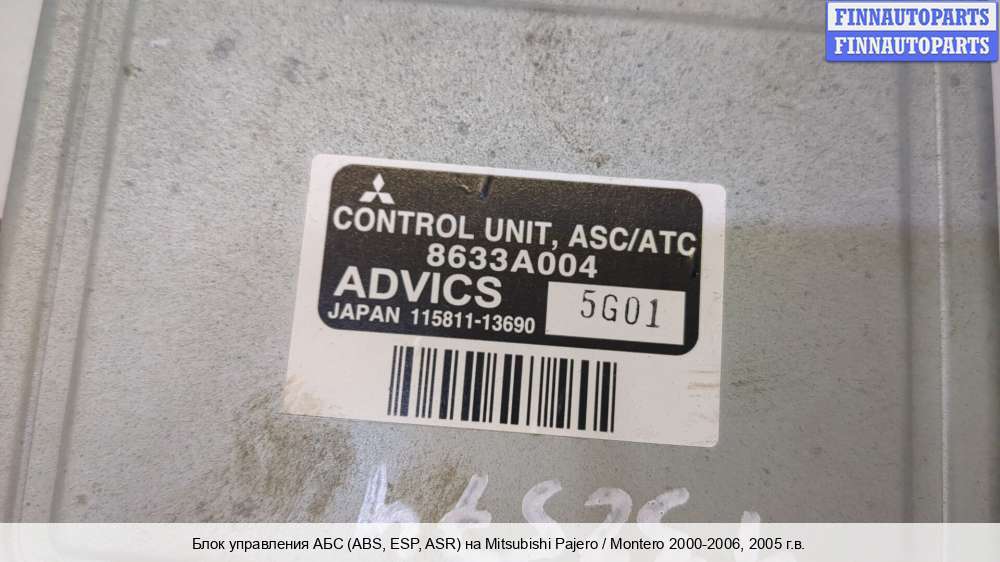 FINNAUTOPARTS
FINNAUTOPARTS
CONTROL UNIT, ASC/ATC
8633A004
ADVICS
5G01
JAPAN 115811-13690
Блок управления АБС (ABS, ESP, ASR) на Mitsubishi Pajero / Montero 2000-2006, 2005 г.в.